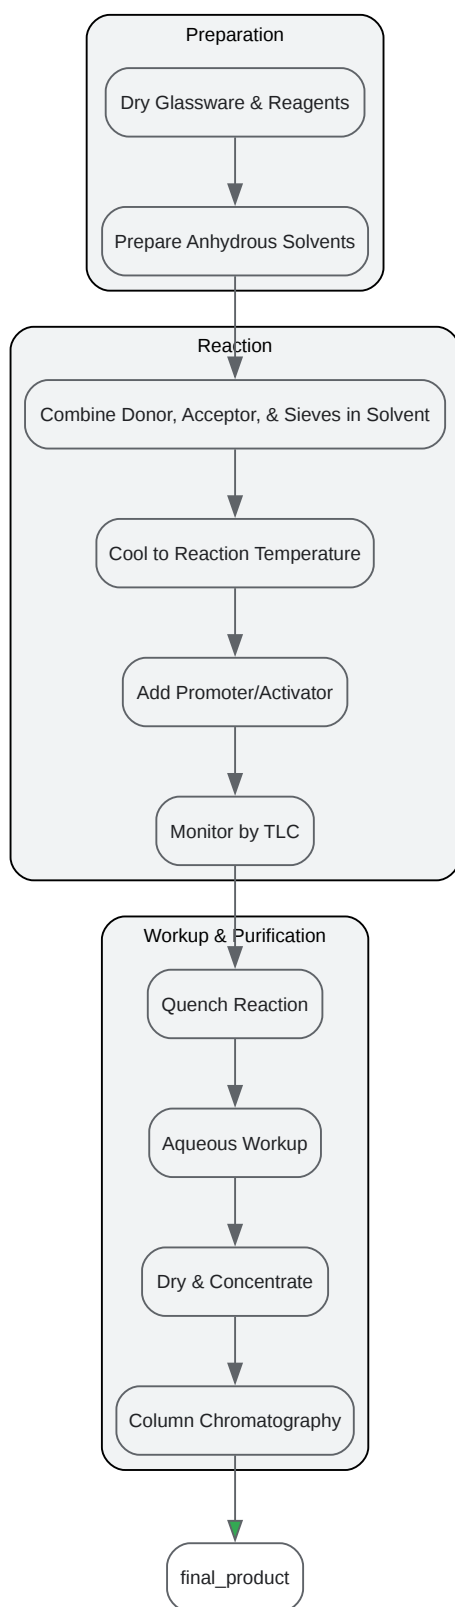 Preparation
Dry Glassware & Reagents
Prepare Anhydrous Solvents
Reaction
Combine Donor, Acceptor, & Sieves in Solvent
Cool to Reaction Temperature
Add Promoter/Activator
Monitor by TLC
Workup & Purification
Quench Reaction
Aqueous Workup
Dry & Concentrate
Column Chromatography
final_product